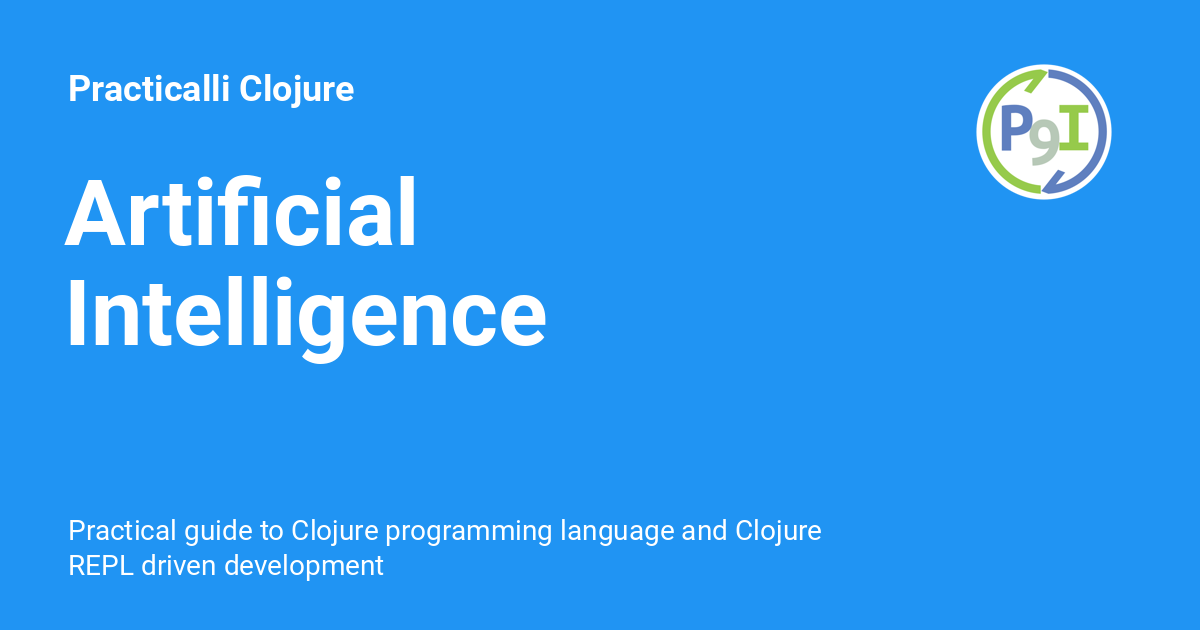 Practicalli Clojure
P9I
Artificial
Intelligence
Practical guide to Clojure programming language and Clojure
REPL driven development